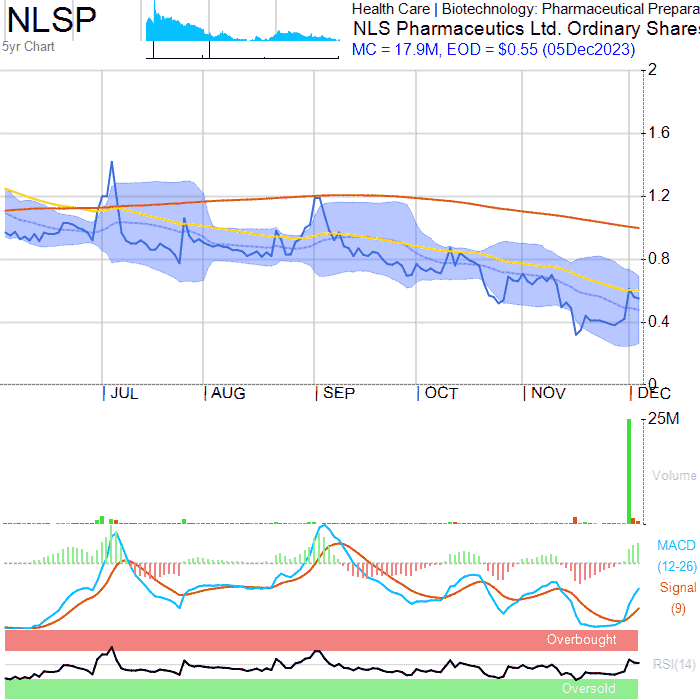 NLSP
5yr Chart
Health Care | Biotechnology: Pharmaceutical Prepara
NLS Pharmaceutics Ltd. Ordinary Shares
MC = 17.9M, EOD = $0.55 (05Dec2023)
2
1.6
1.2
0.8
0.4
0
JUL AUG SEP OCT NOV DEC
25M
Volume
MACD
(12-26)
Signal
(9)
Overbought
RSI(14)
Oversold